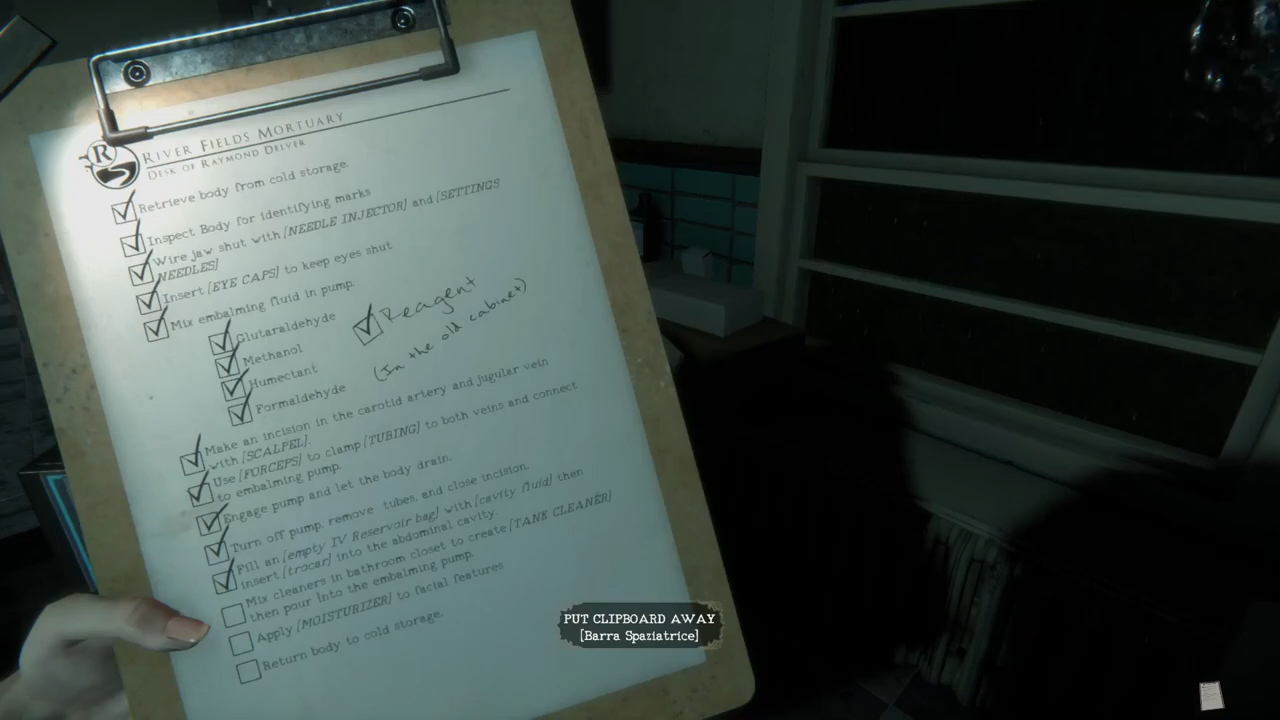 R
RIVER FIELDS MORTUARY
DESK OF RAYMOND DELVER
Retrieve body from cold storage.
Inspect Body for identifying marks
Wire jaw shut with [NEEDLE INJECTOR] and [SETTINGS
NEEDLES]
Insert [EYE CAPS] to keep eyes shut
Mix embalming fluid in pump.
Glutaraldehyde
Reagent
Methanol
(In the old cabinet)
Humectant
Formaldehyde
Make an incision in the carotid artery and jugular vein
with [SCALPEL].
Use [FORCEPS] to clamp [TUBING] to both veins and connect
to embalming pump.
Engage pump and let the body drain.
Turn off pump, remove tubes, and close incision.
Fill an [empty IV Reservoir bag] with [cavity fluid] then
insert [trocar] into the abdominal cavity.
Mix cleaners in bathroom closet to create [TANK CLEANER]
then pour into the embalming pump.
Apply [MOISTURIZER] to facial features
Return body to cold storage.
PUT CLIPBOARD AWAY
[Barra Spaziatrice]